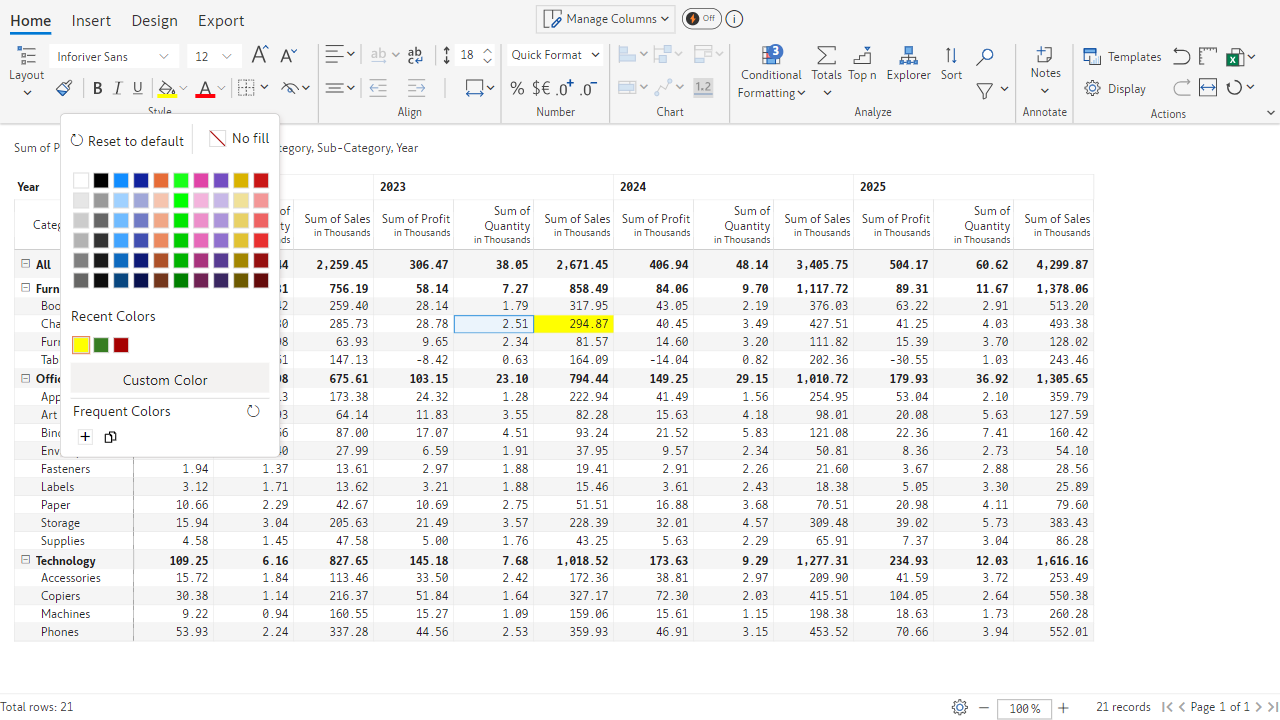 Home Insert Design Export Manage Columns Off
Layout Inforiver Sans 12 18 Quick Format Conditional Formatting 3 Totals Top n Explorer Sort Notes Templates
B I U % $€ .0+ .0- 1.2 Display
Style Align Number Chart Analyze Annotate Actions
Reset to default No fill
Sum of P tegory, Sub-Category, Year
Year 2023 2024 2025
Categ of ty ds Sum of Sales in Thousands Sum of Profit in Thousands Sum of Quantity in Thousands Sum of Sales in Thousands Sum of Profit in Thousands Sum of Quantity in Thousands Sum of Sales in Thousands Sum of Profit in Thousands Sum of Quantity in Thousands Sum of Sales in Thousands
All 2,259.45 306.47 38.05 2,671.45 406.94 48.14 3,405.75 504.17 60.62 4,299.87
Furn 756.19 58.14 7.27 858.49 84.06 9.70 1,117.72 89.31 11.67 1,378.06
Boo 259.40 28.14 1.79 317.95 43.05 2.19 376.03 63.22 2.91 513.20
Cha 285.73 28.78 2.51 294.87 40.45 3.49 427.51 41.25 4.03 493.38
Furn 63.93 9.65 2.34 81.57 14.60 3.20 111.82 15.39 3.70 128.02
Tab 147.13 -8.42 0.63 164.09 -14.04 0.82 202.36 -30.55 1.03 243.46
Offic 675.61 103.15 23.10 794.44 149.25 29.15 1,010.72 179.93 36.92 1,305.65
App 173.38 24.32 1.28 222.94 41.49 1.56 254.95 53.04 2.10 359.79
Art 64.14 11.83 3.55 82.28 15.63 4.18 98.01 20.08 5.63 127.59
Bind 87.00 17.07 4.51 93.24 21.52 5.83 121.08 22.36 7.41 160.42
Env 27.99 6.59 1.91 37.95 9.57 2.34 50.81 8.36 2.73 54.10
Recent Colors
Custom Color
Frequent Colors
Fasteners 1.94 1.37 13.61 2.97 1.88 19.41 2.91 2.26 21.60 3.67 2.88 28.56
Labels 3.12 1.71 13.62 3.21 1.88 15.46 3.61 2.43 18.38 5.05 3.30 25.89
Paper 10.66 2.29 42.67 10.69 2.75 51.51 16.88 3.68 70.51 20.98 4.11 79.60
Storage 15.94 3.04 205.63 21.49 3.57 228.39 32.01 4.57 309.48 39.02 5.73 383.43
Supplies 4.58 1.45 47.58 5.00 1.76 43.25 5.63 2.29 65.91 7.37 3.04 86.28
Technology 109.25 6.16 827.65 145.18 7.68 1,018.52 173.63 9.29 1,277.31 234.93 12.03 1,616.16
Accessories 15.72 1.84 113.46 33.50 2.42 172.36 38.81 2.97 209.90 41.59 3.72 253.49
Copiers 30.38 1.14 216.37 51.84 1.64 327.17 72.30 2.03 415.51 104.05 2.64 550.38
Machines 9.22 0.94 160.55 15.27 1.09 159.06 15.61 1.15 198.38 18.63 1.73 260.28
Phones 53.93 2.24 337.28 44.56 2.53 359.93 46.91 3.15 453.52 70.66 3.94 552.01
Total rows: 21 100 % 21 records Page 1 of 1